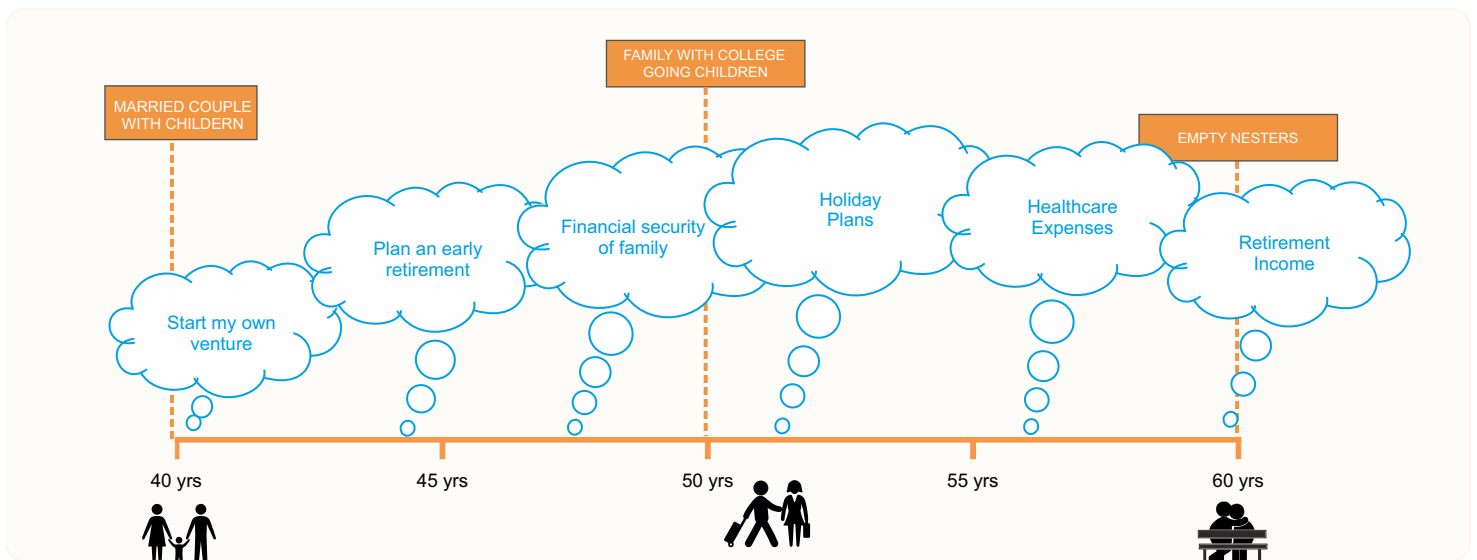 FAMILY WITH COLLEGE
GOING CHILDREN
MARRIED COUPLE
WITH CHILDERN
EMPTY NESTERS
Start my own
venture
Plan an early
retirement
Financial security
of family
Holiday
Plans
Healthcare
Expenses
Retirement
Income
40 yrs
45 yrs
50 yrs
55 yrs
60 yrs